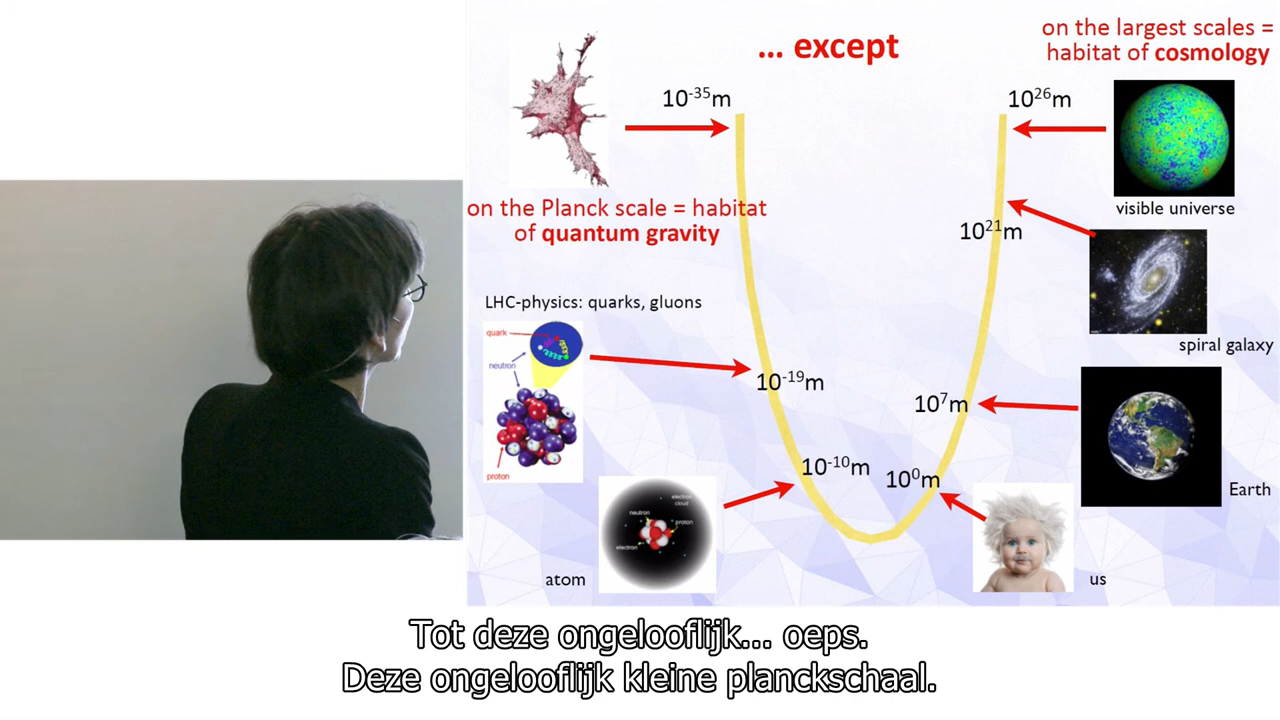 ... except
on the largest scales =
habitat of cosmology
10⁻³⁵m
10²⁶m
visible universe
on the Planck scale = habitat
of quantum gravity
10²¹m
LHC-physics: quarks, gluons
quark
neutron
spiral galaxy
10⁻¹⁹m
10⁷m
proton
10⁻¹⁰m
10⁰m
Earth
electron
cloud
neutron
proton
electron
atom
us
Tot deze ongelooflijk... oeps.
Deze ongelooflijk kleine planckschaal.